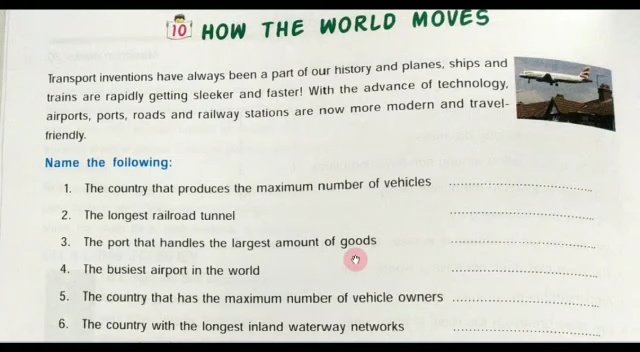 10 HOW THE WORLD MOVES
Transport inventions have always been a part of our history and planes, ships and
trains are rapidly getting sleeker and faster! With the advance of technology,
airports, ports, roads and railway stations are now more modern and travel-
friendly.
Name the following:
1. The country that produces the maximum number of vehicles
2. The longest railroad tunnel
3. The port that handles the largest amount of goods
4. The busiest airport in the world
5. The country that has the maximum number of vehicle owners
6. The country with the longest inland waterway networks